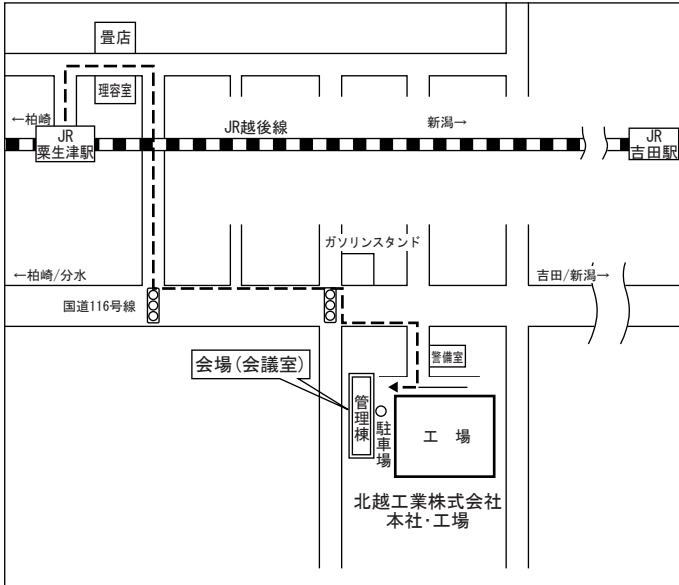 畳店
理容室
←柏崎
JR越後線
新潟→
JR
粟生津駅
JR
吉田駅
ガソリンスタンド
←柏崎/分水
吉田/新潟→
国道116号線
警備室
会場(会議室)
管理棟
駐車場
工 場
北越工業株式会社
本社・工場